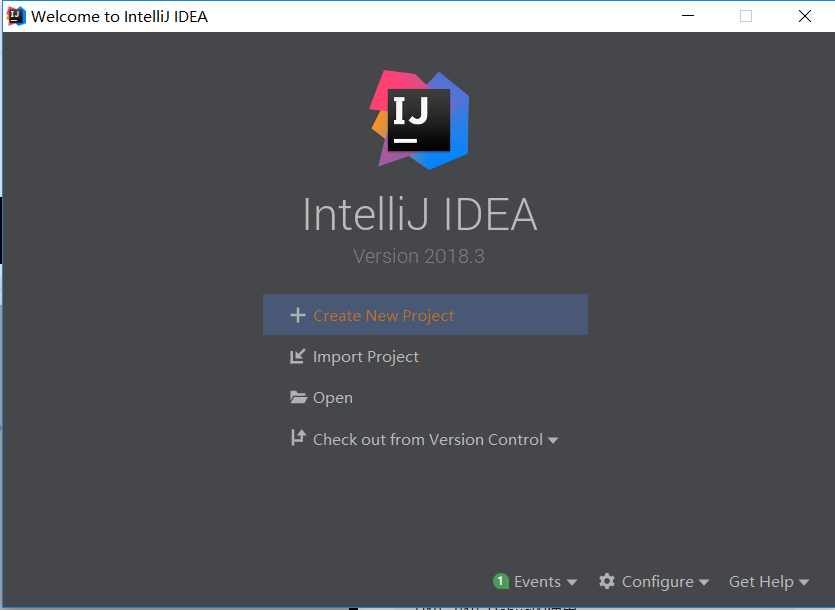 Welcome to IntelliJ IDEA
IJ
IntelliJ IDEA
Version 2018.3
Create New Project
Import Project
Open
Check out from Version Control
1 Events Configure Get Help